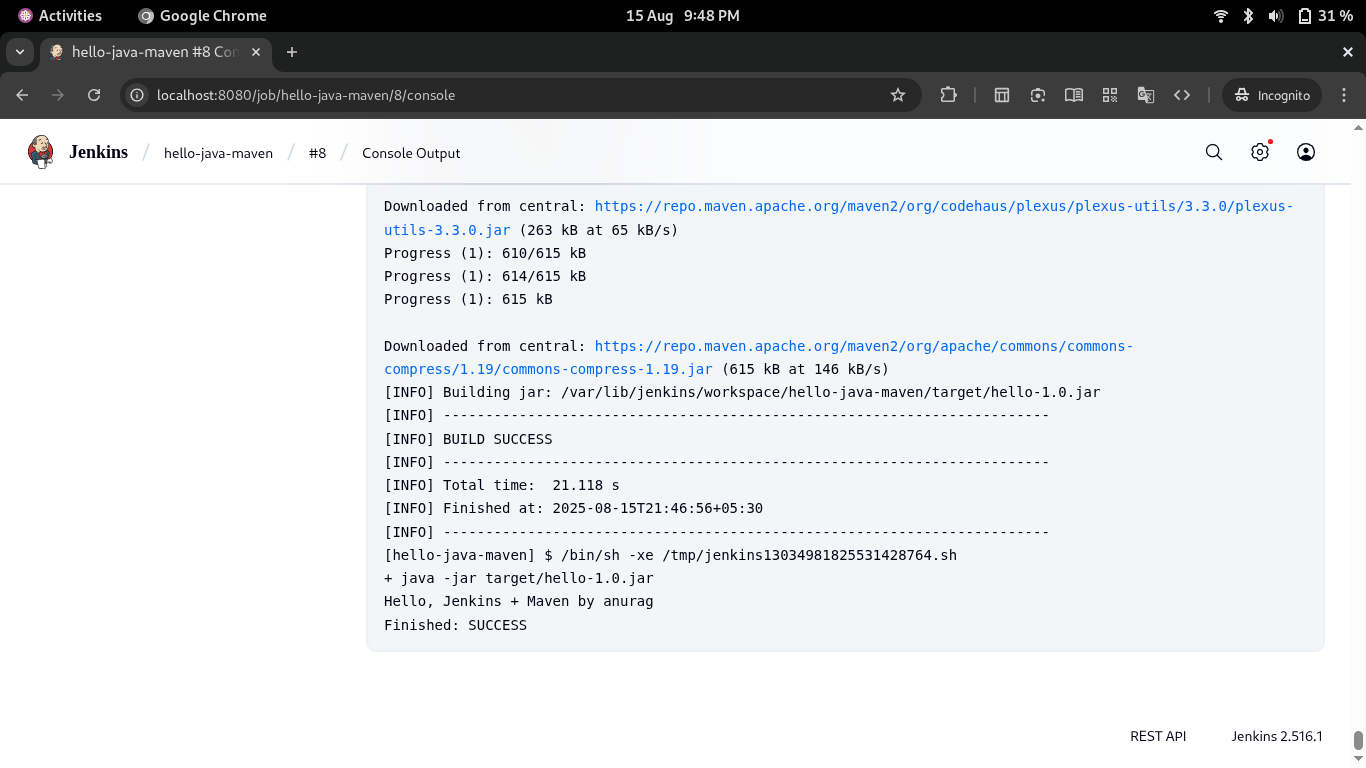 Activities Google Chrome 15 Aug 9:48 PM 31 %
hello-java-maven #8 Con
localhost:8080/job/hello-java-maven/8/console Incognito
Jenkins / hello-java-maven / #8 / Console Output
Downloaded from central: https://repo.maven.apache.org/maven2/org/codehaus/plexus/plexus-utils/3.3.0/plexus-
utils-3.3.0.jar (263 kB at 65 kB/s)
Progress (1): 610/615 kB
Progress (1): 614/615 kB
Progress (1): 615 kB
Downloaded from central: https://repo.maven.apache.org/maven2/org/apache/commons/commons-
compress/1.19/commons-compress-1.19.jar (615 kB at 146 kB/s)
[INFO] Building jar: /var/lib/jenkins/workspace/hello-java-maven/target/hello-1.0.jar
[INFO] ------------------------------------------------------------------------
[INFO] BUILD SUCCESS
[INFO] ------------------------------------------------------------------------
[INFO] Total time:  21.118 s
[INFO] Finished at: 2025-08-15T21:46:56+05:30
[INFO] ------------------------------------------------------------------------
[hello-java-maven] $ /bin/sh -xe /tmp/jenkins13034981825531428764.sh
+ java -jar target/hello-1.0.jar
Hello, Jenkins + Maven by anurag
Finished: SUCCESS
REST API Jenkins 2.516.1